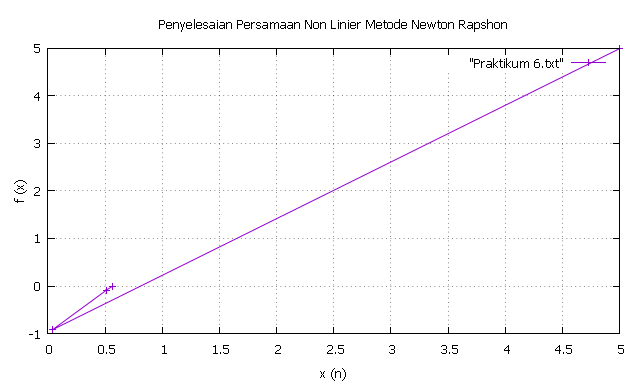 Penyelesaian Persamaan Non Linier Metode Newton Rapshon
"Praktikum 6.txt"
5
4
3
2
1
0
-1
f (x)
0 0.5 1 1.5 2 2.5 3 3.5 4 4.5 5
x (n)